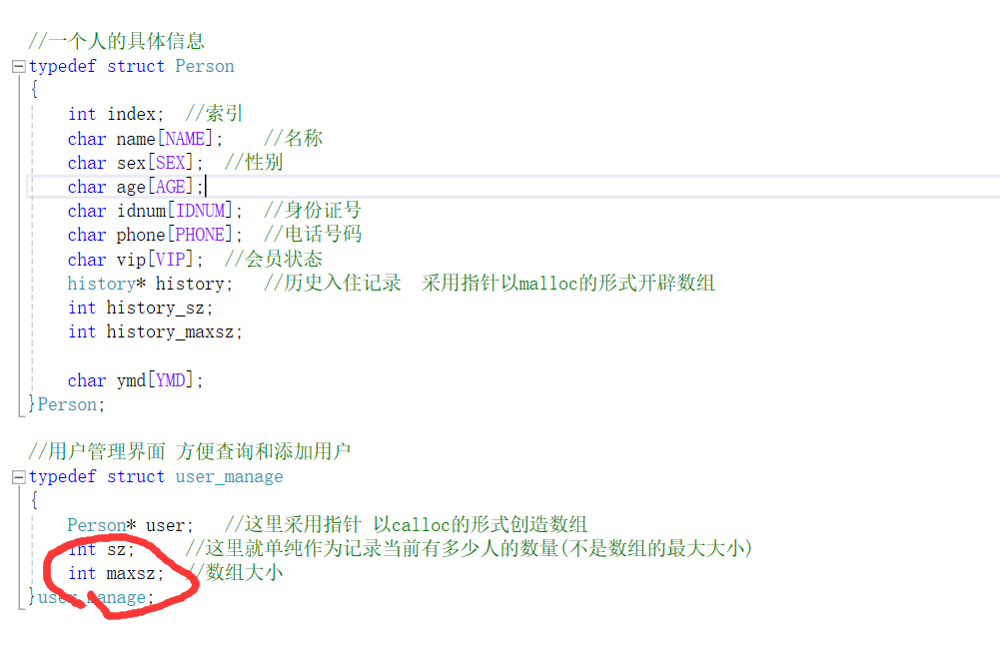 //一个人的具体信息
typedef struct Person
{
int index; //索引
char name[NAME]; //名称
char sex[SEX]; //性别
char age[AGE];
char idnum[IDNUM]; //身份证号
char phone[PHONE]; //电话号码
char vip[VIP]; //会员状态
history* history; //历史入住记录 采用指针以malloc的形式开辟数组
int history_sz;
int history_maxsz;
char ymd[YMD];
}Person;
//用户管理界面 方便查询和添加用户
typedef struct user_manage
{
Person* user; //这里采用指针 以calloc的形式创造数组
int sz; //这里就单纯作为记录当前有多少人的数量(不是数组的最大大小)
int maxsz; //数组大小
}user_manage;